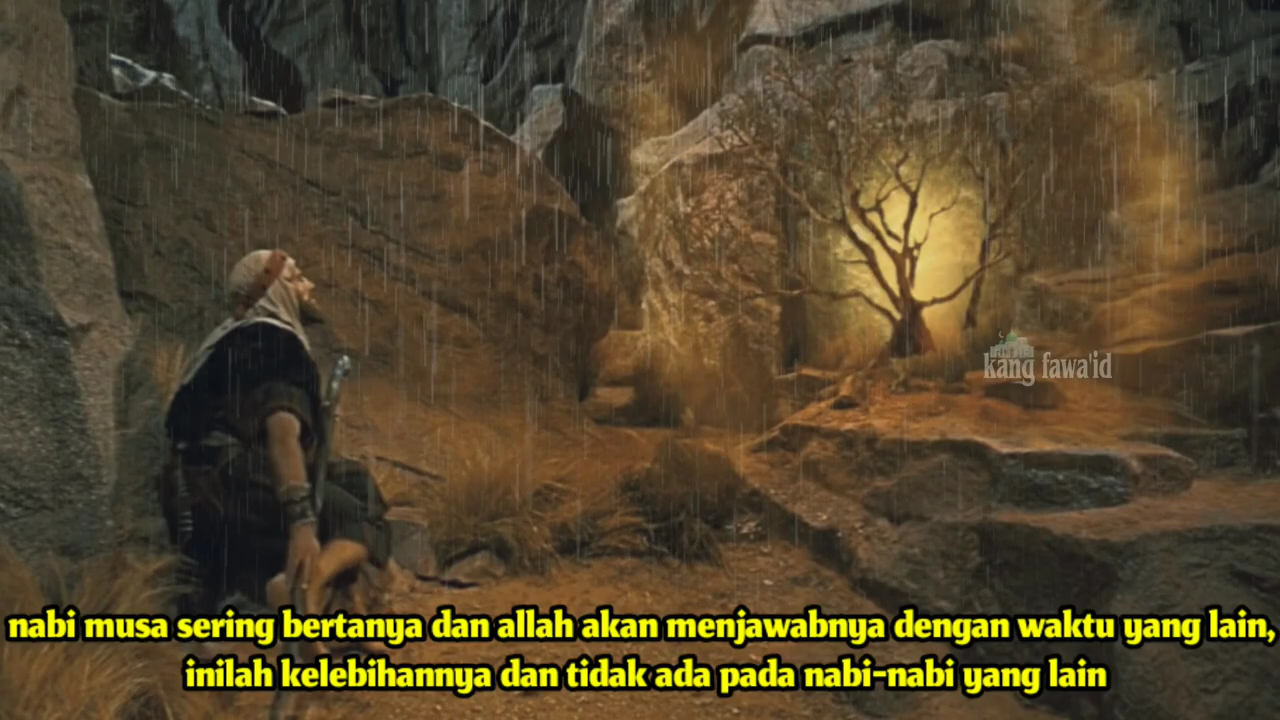 kang fawa'id
nabi musa sering bertanya dan allah akan menjawabnya dengan waktu yang lain,
inilah kelebihannya dan tidak ada pada nabi-nabi yang lain